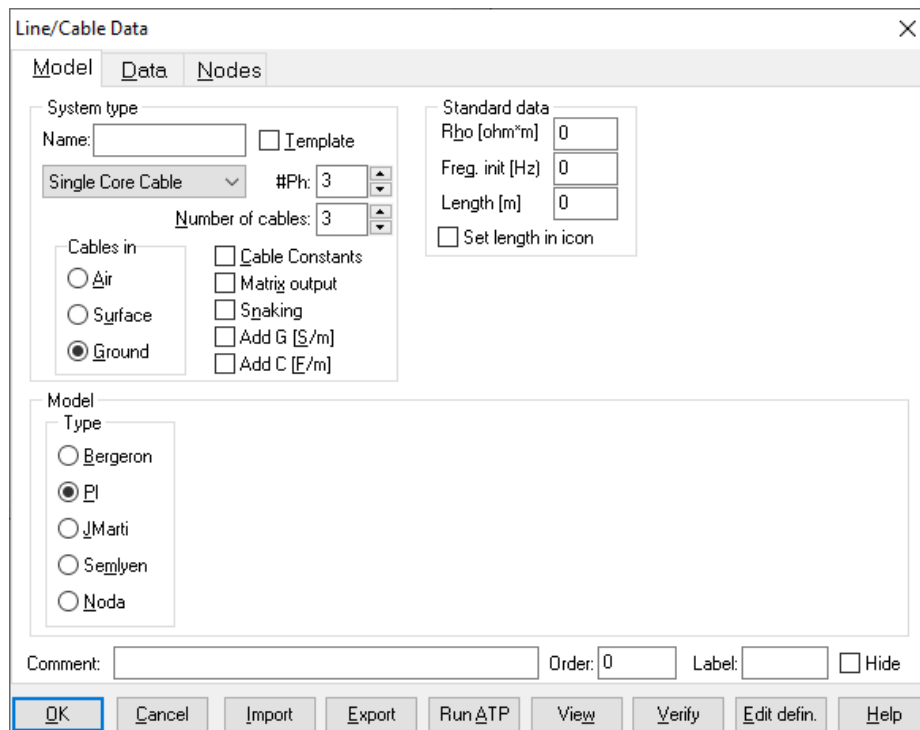 Line/Cable Data
Model Data Nodes
System type
Name: Template
Single Core Cable #Ph: 3
Number of cables: 3
Cables in
Air
Surface
Ground
Cable Constants
Matrix output
Snaking
Add G [S/m]
Add C [F/m]
Standard data
Rho [ohm*m] 0
Freq. init [Hz] 0
Length [m] 0
Set length in icon
Model
Type
Bergeron
PI
JMarti
Semlyen
Noda
Comment: Order: 0 Label: Hide
OK Cancel Import Export Run ATP View Verify Edit defin. Help